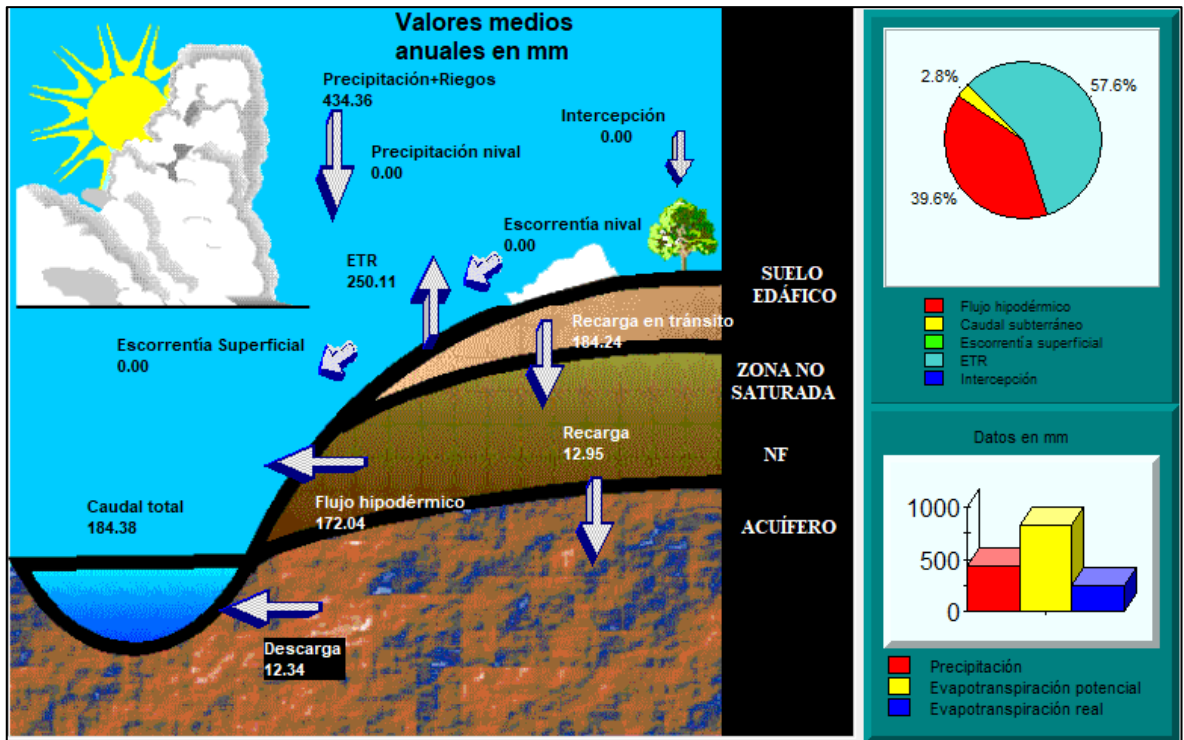 Valores medios
anuales en mm
Precipitación+Riegos
434.36
Intercepción
0.00
Precipitación nival
0.00
Escorrentía nival
0.00
ETR
250.11
Escorrentía Superficial
0.00
Recarga en tránsito
184.24
Recarga
12.95
Flujo hipodérmico
172.04
Caudal total
184.38
Descarga
12.34
SUELO
EDÁFICO
ZONA NO
SATURADA
NF
ACUÍFERO
2.8%
57.6%
39.6%
Flujo hipodérmico
Caudal subterráneo
Escorrentía superficial
ETR
Intercepción
Datos en mm
1000
500
0
Precipitación
Evapotranspiración potencial
Evapotranspiración real